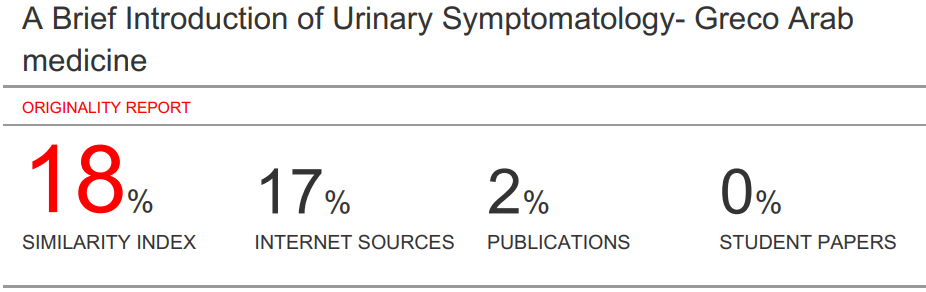 A Brief Introduction of Urinary Symptomatology- Greco Arab
medicine
ORIGINALITY REPORT
18% 17% 2% 0%
SIMILARITY INDEX INTERNET SOURCES PUBLICATIONS STUDENT PAPERS